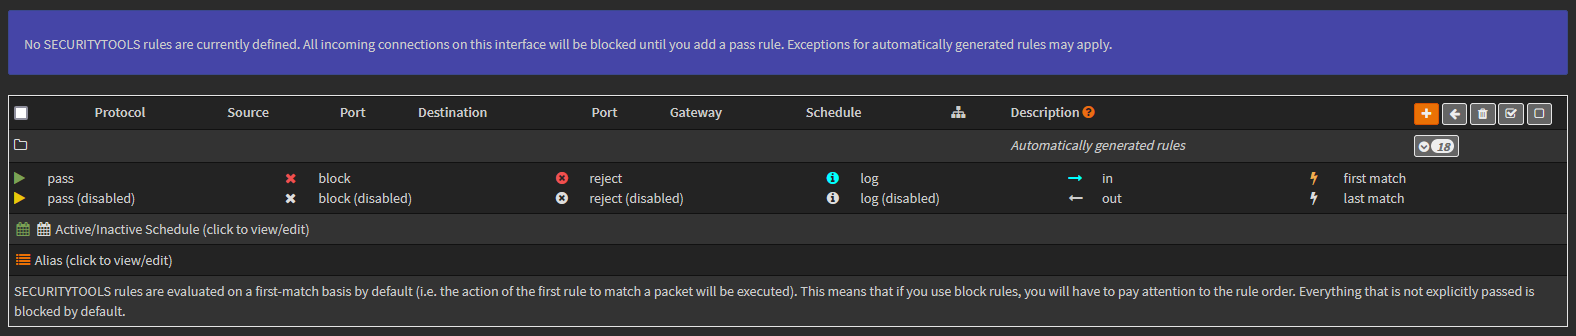 No SECURITYTOOLS rules are currently defined. All incoming connections on this interface will be blocked until you add a pass rule. Exceptions for automatically generated rules may apply.
Protocol Source Port Destination Port Gateway Schedule Description
Automatically generated rules 18
pass block reject log in first match
pass (disabled) block (disabled) reject (disabled) log (disabled) out last match
Active/Inactive Schedule (click to view/edit)
Alias (click to view/edit)
SECURITYTOOLS rules are evaluated on a first-match basis by default (i.e. the action of the first rule to match a packet will be executed). This means that if you use block rules, you will have to pay attention to the rule order. Everything that is not explicitly passed is
blocked by default.